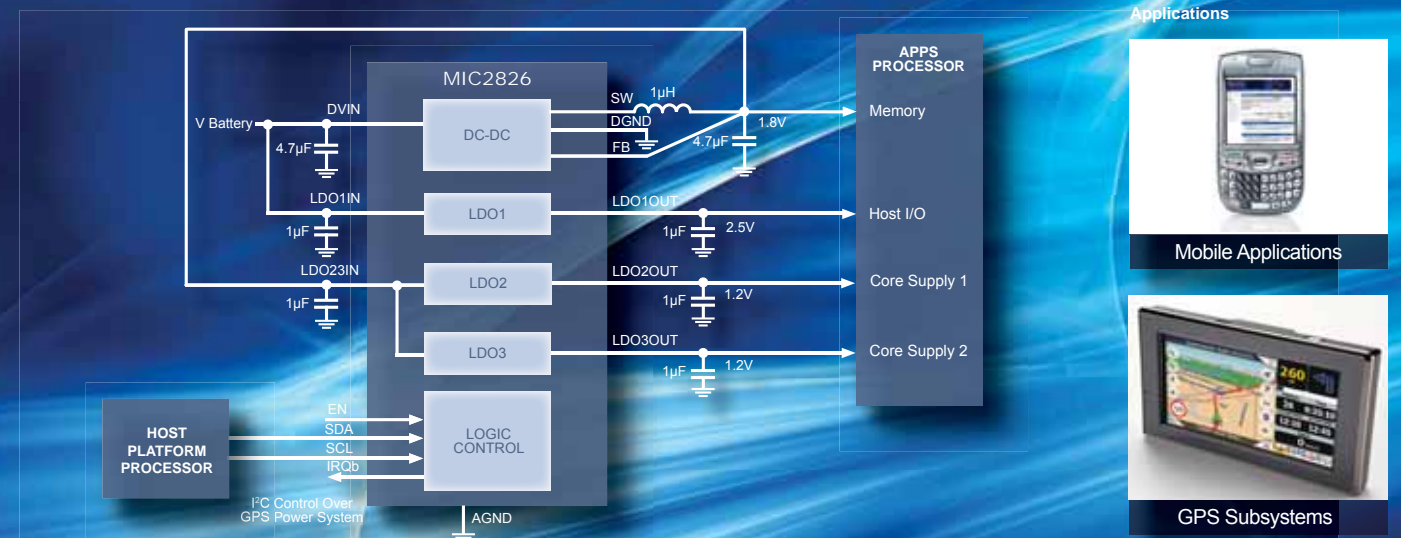 Applications
APPS
PROCESSOR
MIC2826
SW
1µH
DVIN
V Battery
DC-DC
DGND
1.8V
Memory
4.7µF
FB
4.7µF
LDO1IN
LDO1
LDO1OUT
Host I/O
1µF
1µF
2.5V
Mobile Applications
LDO23IN
LDO2
LDO2OUT
Core Supply 1
1µF
1µF
1.2V
LDO3
LDO3OUT
Core Supply 2
1µF
1.2V
260
EN
HOST
PLATFORM
PROCESSOR
SDA
LOGIC
CONTROL
SCL
IRQb
I²C Control Over
GPS Power System
AGND
GPS Subsystems